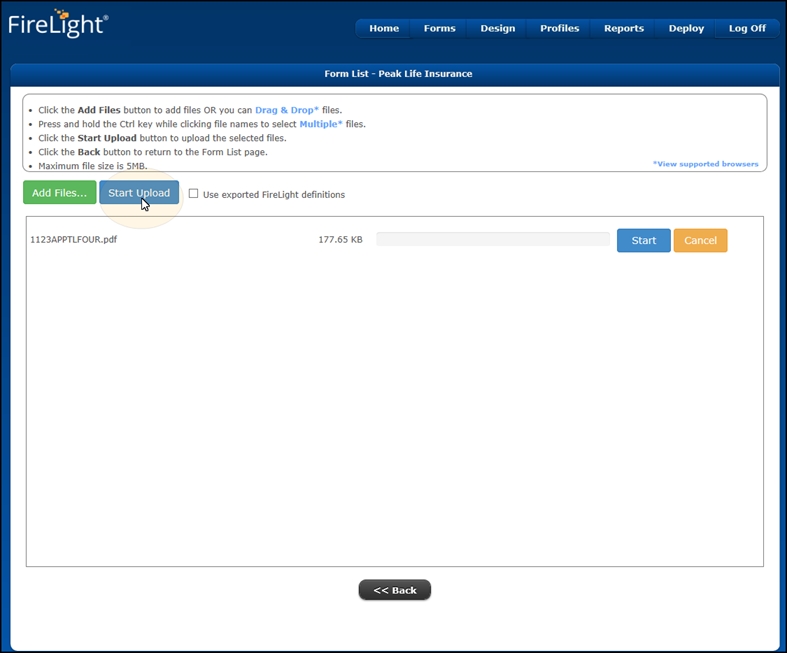 FireLight®
Home Forms Design Profiles Reports Deploy Log Off
Form List - Peak Life Insurance
• Click the Add Files button to add files OR you can Drag & Drop* files.
• Press and hold the Ctrl key while clicking file names to select Multiple* files.
• Click the Start Upload button to upload the selected files.
• Click the Back button to return to the Form List page.
• Maximum file size is 5MB.
*View supported browsers
Add Files... Start Upload Use exported FireLight definitions
1123APPTLFOUR.pdf 177.65 KB Start Cancel
<< Back